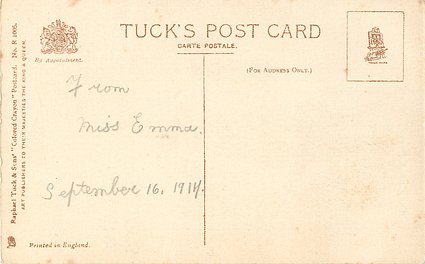 TUCK'S POST CARD
CARTE POSTALE.
By Appointment.
(FOR ADDRESS ONLY.)
From
Miss Emma.
September 16, 1914.
Raphael Tuck & Sons' "Colored Crayon" Postcard. No. R 1005.
ART PUBLISHERS TO THEIR MAJESTIES THE KING & QUEEN.
Printed in England.